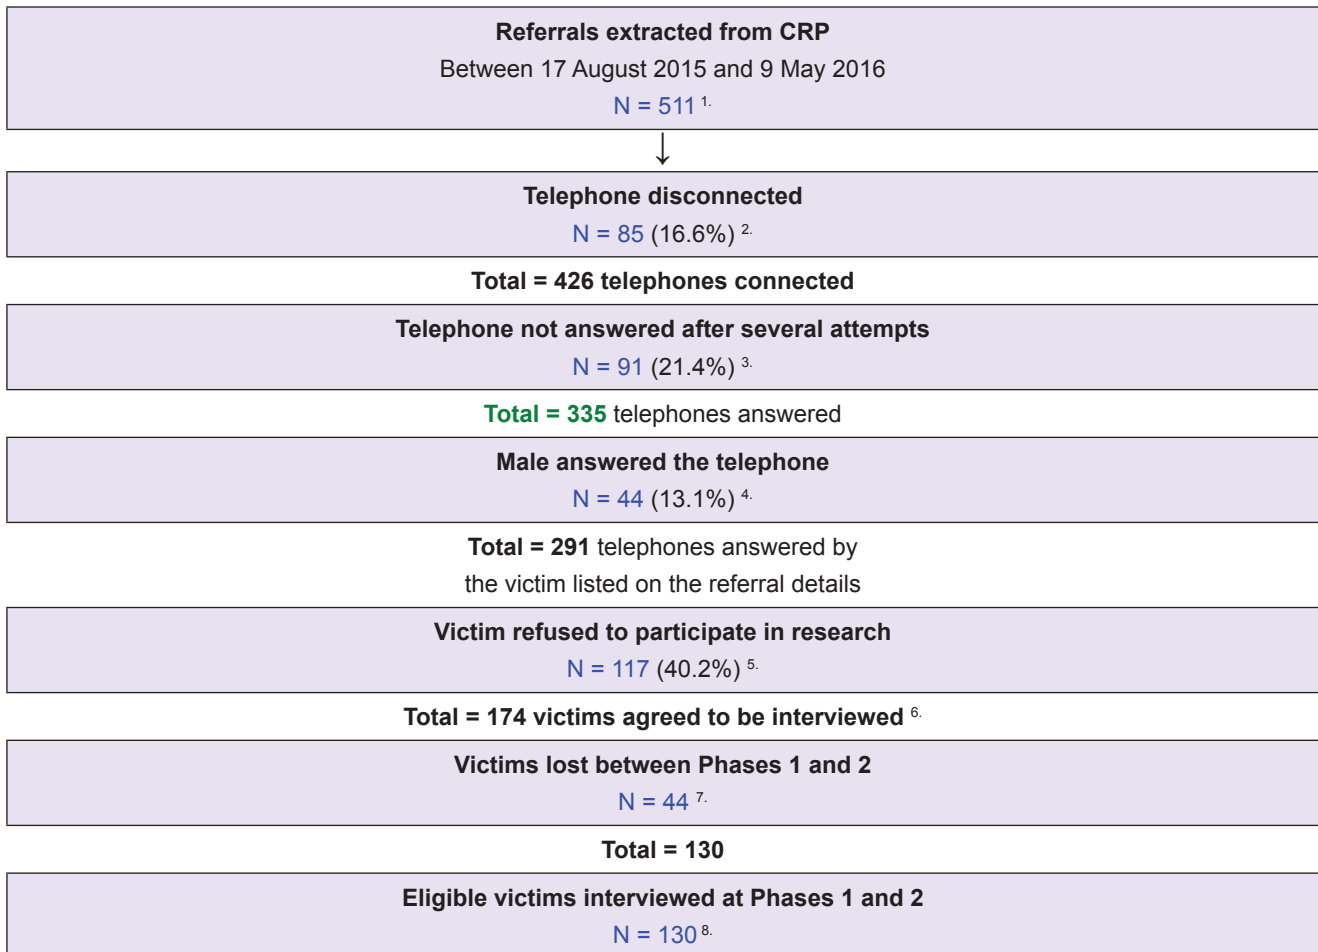 Referrals extracted from CRP
Between 17 August 2015 and 9 May 2016
N = 511 1.
↓
Telephone disconnected
N = 85 (16.6%) 2.
Total = 426 telephones connected
Telephone not answered after several attempts
N = 91 (21.4%) 3.
Total = 335 telephones answered
Male answered the telephone
N = 44 (13.1%) 4.
Total = 291 telephones answered by
the victim listed on the referral details
Victim refused to participate in research
N = 117 (40.2%) 5.
Total = 174 victims agreed to be interviewed 6.
Victims lost between Phases 1 and 2
N = 44 7.
Total = 130
Eligible victims interviewed at Phases 1 and 2
N = 130 8.